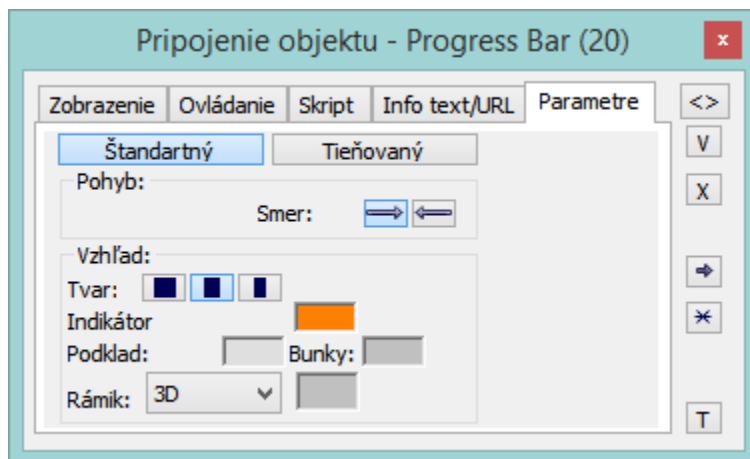 Pripojenie objektu - Progress Bar (20)
x
Zobrazenie Ovládanie Skript Info text/URL Parametre
<>
Štandartný Tieňovaný
V
Pohyb:
X
Smer:
Vzhľad:
Tvar:
Indikátor
Podklad: Bunky:
Rámik: 3D
T